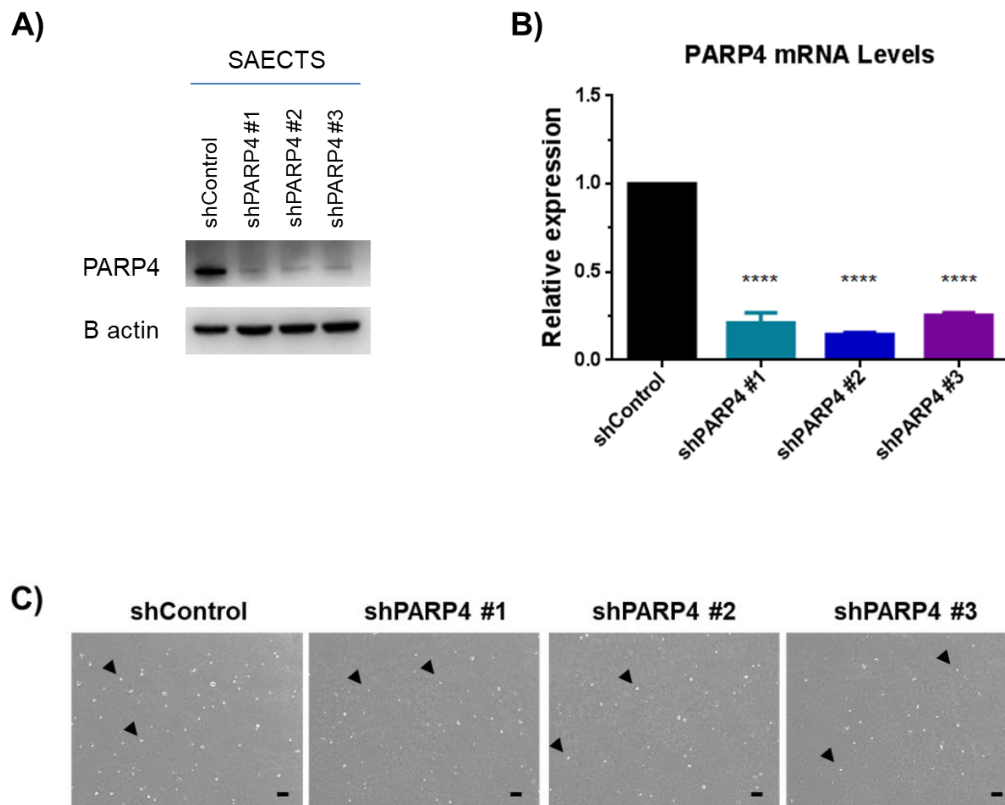 A)
SAECTS
shControl
shPARP4 #1
shPARP4 #2
shPARP4 #3
PARP4
B actin
B)
PARP4 mRNA Levels
Relative expression
1.5
1.0
0.5
0.0
****
****
****
shControl
shPARP4 #1
shPARP4 #2
shPARP4 #3
C)
shControl
shPARP4 #1
shPARP4 #2
shPARP4 #3